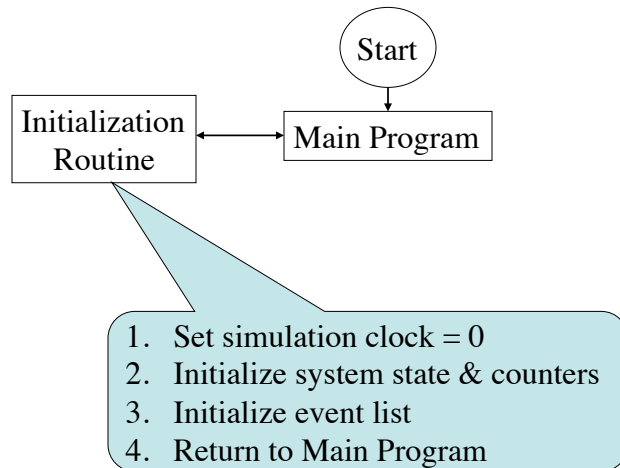 Start
Initialization
Routine
Main Program
1. Set simulation clock = 0
2. Initialize system state & counters
3. Initialize event list
4. Return to Main Program